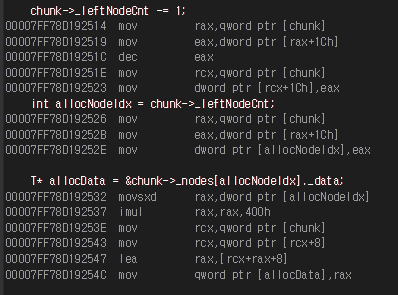 chunk->_leftNodeCnt -= 1;
00007FF78D192514 mov rax,qword ptr [chunk]
00007FF78D192519 mov eax,dword ptr [rax+1Ch]
00007FF78D19251C dec eax
00007FF78D19251E mov rcx,qword ptr [chunk]
00007FF78D192523 mov dword ptr [rcx+1Ch],eax
int allocNodeIdx = chunk->_leftNodeCnt;
00007FF78D192526 mov rax,qword ptr [chunk]
00007FF78D19252B mov eax,dword ptr [rax+1Ch]
00007FF78D19252E mov dword ptr [allocNodeIdx],eax
T* allocData = &chunk->_nodes[allocNodeIdx]._data;
00007FF78D192532 movsxd rax,dword ptr [allocNodeIdx]
00007FF78D192537 imul rax,rax,400h
00007FF78D19253E mov rcx,qword ptr [chunk]
00007FF78D192543 mov rcx,qword ptr [rcx+8]
00007FF78D192547 lea rax,[rcx+rax+8]
00007FF78D19254C mov qword ptr [allocData],rax